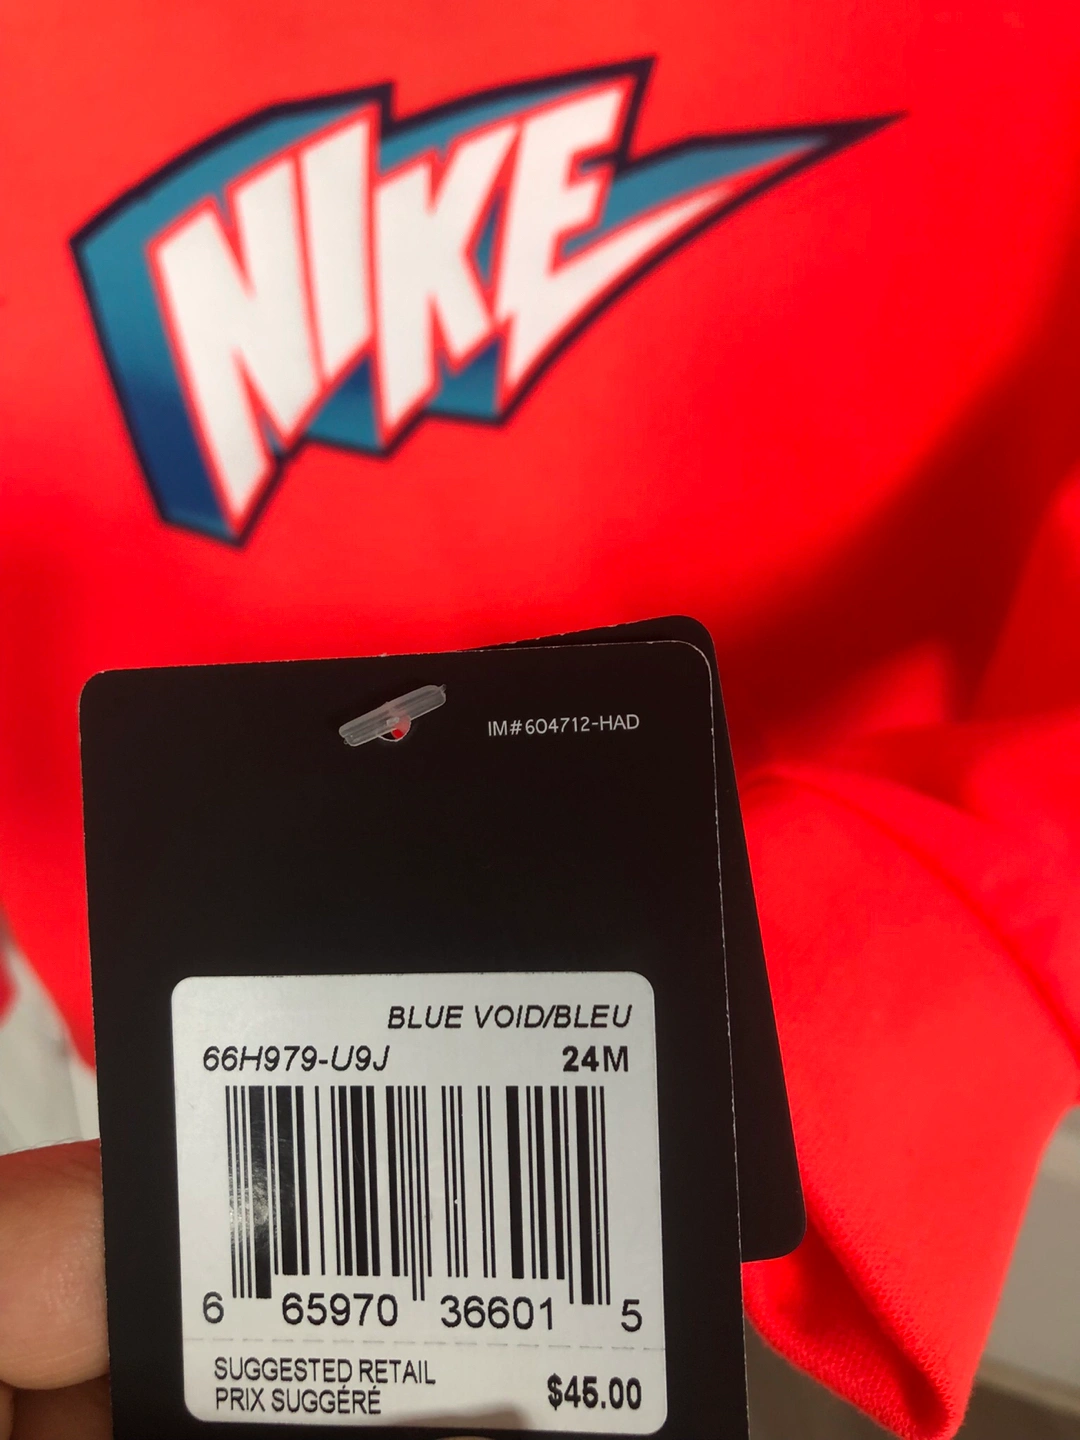 NIKE
IM#604712-HAD
BLUE VOID/BLEU
66H979-U9J 24M
6 65970 36601 5
SUGGESTED RETAIL
PRIX SUGGÉRÉ $45.00